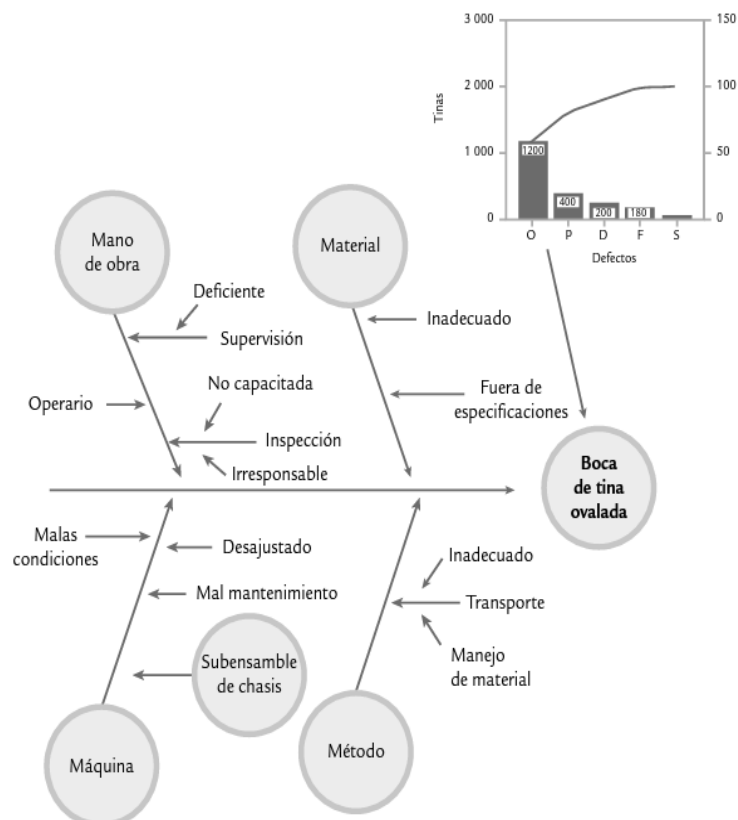 3 000
150
2 000
100
Tinas
1 000
50
1200
400
200
180
0
0
O
P
D
F
S
Defectos
Mano
de obra
Material
Deficiente
Supervisión
Inadecuado
No capacitada
Operario
Fuera de
especificaciones
Inspección
Irresponsable
Boca
de tina
ovalada
Malas
condiciones
Desajustado
Inadecuado
Mal mantenimiento
Transporte
Subensamble
de chasis
Manejo
de material
Máquina
Método